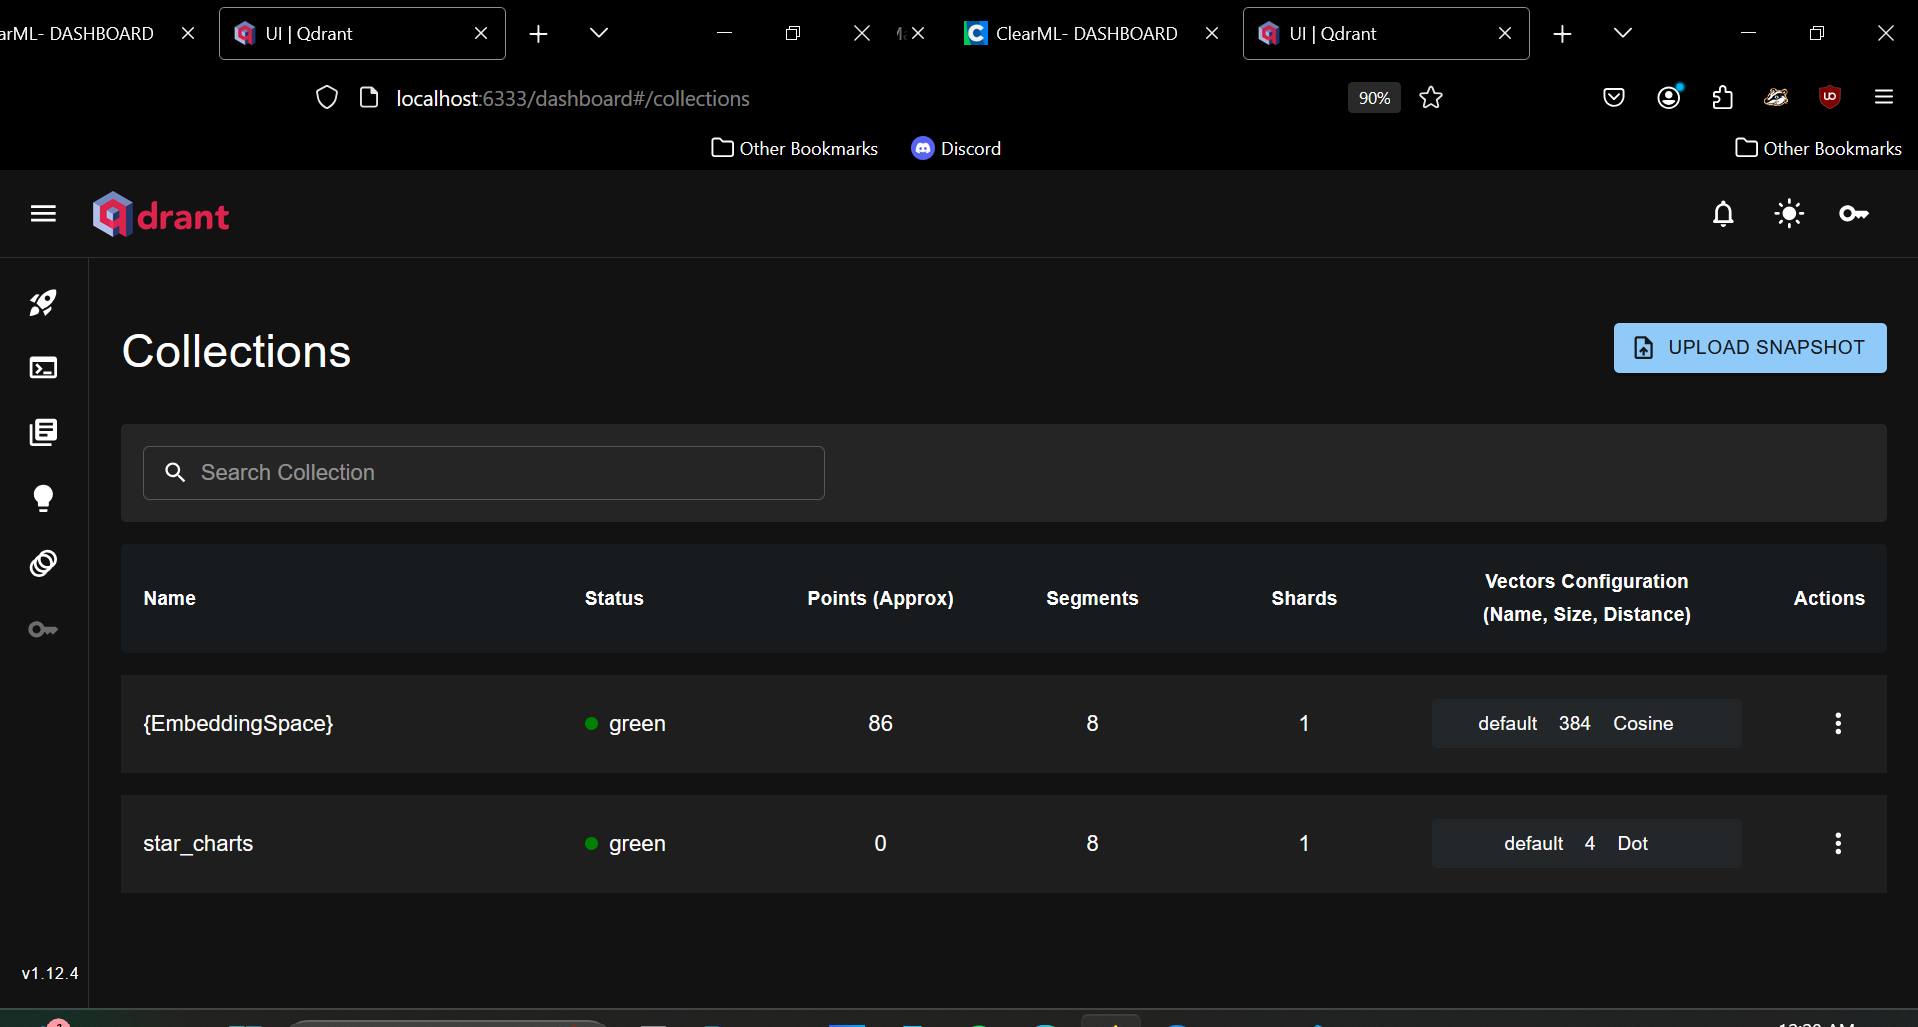 arML- DASHBOARD
UI | Qdrant
ClearML- DASHBOARD
UI | Qdrant
localhost:6333/dashboard#/collections
90%
Other Bookmarks
Discord
Other Bookmarks
qdrant
Collections
UPLOAD SNAPSHOT
Search Collection
Name Status Points (Approx) Segments Shards Vectors Configuration (Name, Size, Distance) Actions
{EmbeddingSpace} green 86 8 1 default 384 Cosine
star_charts green 0 8 1 default 4 Dot
v1.12.4